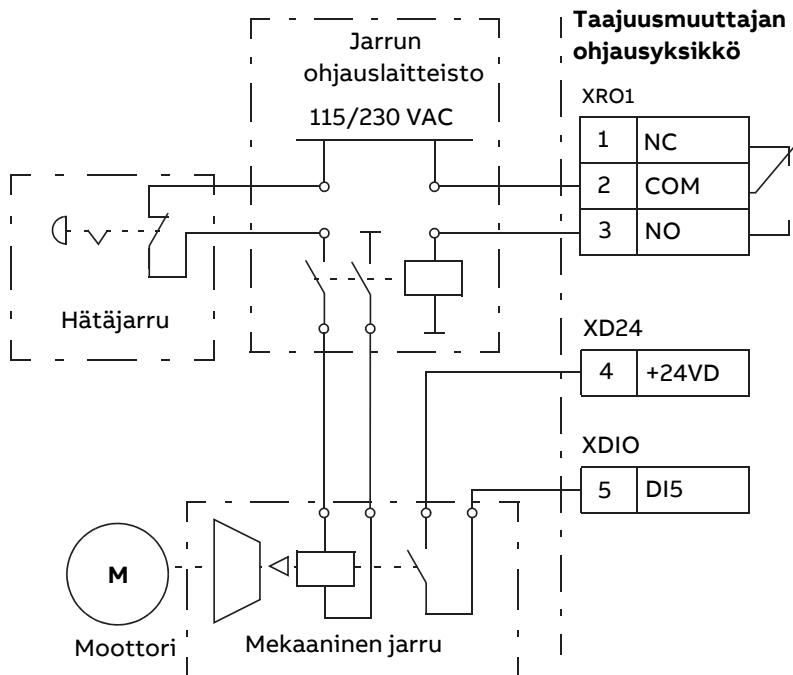 Taajuusmuuttajan
ohjausyksikkö
Jarrun
ohjauslaitteisto
115/230 VAC
XRO1
1 NC
2 COM
3 NO
Hätäjarru
XD24
4 +24VD
XDIO
5 DI5
M
Moottori
Mekaaninen jarru